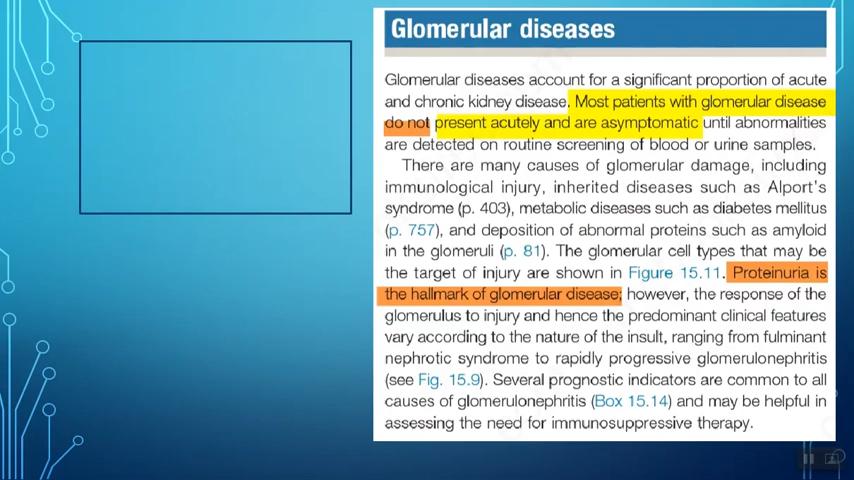 Glomerular diseases
Glomerular diseases account for a significant proportion of acute
and chronic kidney disease. Most patients with glomerular disease
do not present acutely and are asymptomatic until abnormalities
are detected on routine screening of blood or urine samples.
There are many causes of glomerular damage, including
immunological injury, inherited diseases such as Alport's
syndrome (p. 403), metabolic diseases such as diabetes mellitus
(p. 757), and deposition of abnormal proteins such as amyloid
in the glomeruli (p. 81). The glomerular cell types that may be
the target of injury are shown in Figure 15.11. Proteinuria is
the hallmark of glomerular disease; however, the response of the
glomerulus to injury and hence the predominant clinical features
vary according to the nature of the insult, ranging from fulminant
nephrotic syndrome to rapidly progressive glomerulonephritis
(see Fig. 15.9). Several prognostic indicators are common to all
causes of glomerulonephritis (Box 15.14) and may be helpful in
assessing the need for immunosuppressive therapy.